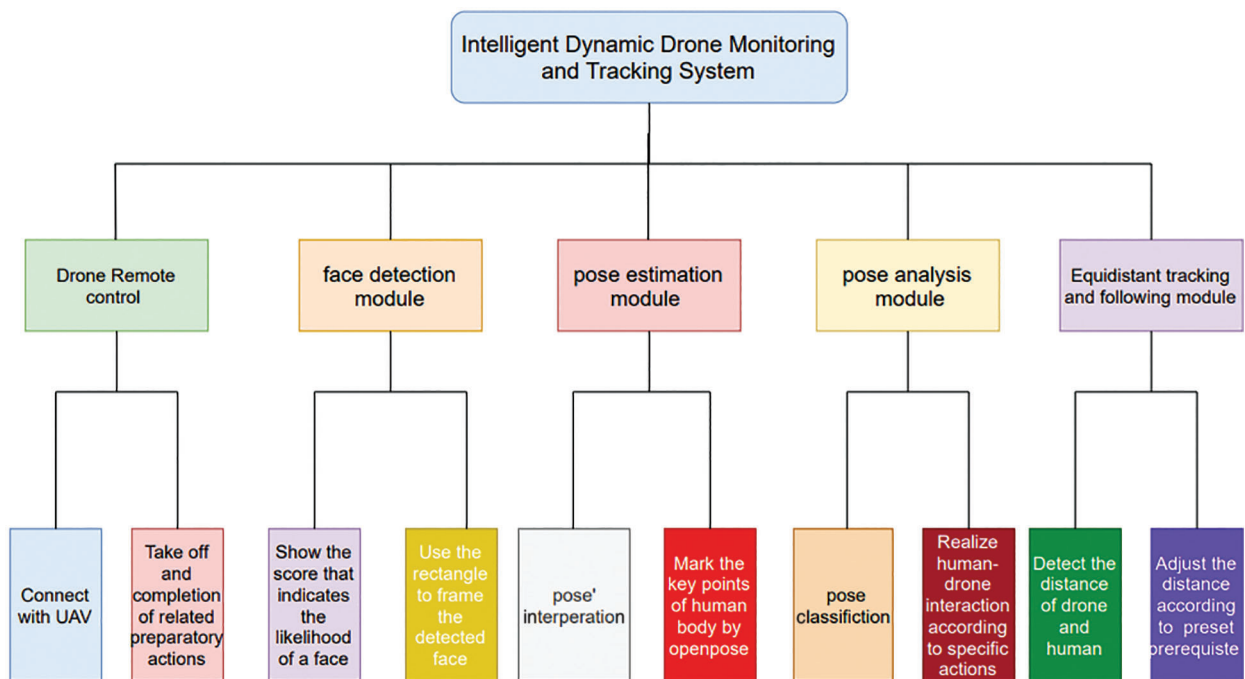 Intelligent Dynamic Drone Monitoring
and Tracking System
Drone Remote
control
face detection
module
pose estimation
module
pose analysis
module
Equidistant tracking
and following module
Connect
with UAV
Take off
and
completion
of related
preparatory
actions
Show the
score that
indicates
the
likelihood
of a face
Use the
rectangle
to frame
the
detected
face
pose'
interperation
Mark the
key points
of human
body by
openpose
pose
classifiction
Realize
human-
drone
interaction
according
to specific
actions
Detect the
distance
of drone
and
human
Adjust the
distance
according
to preset
prerequiste